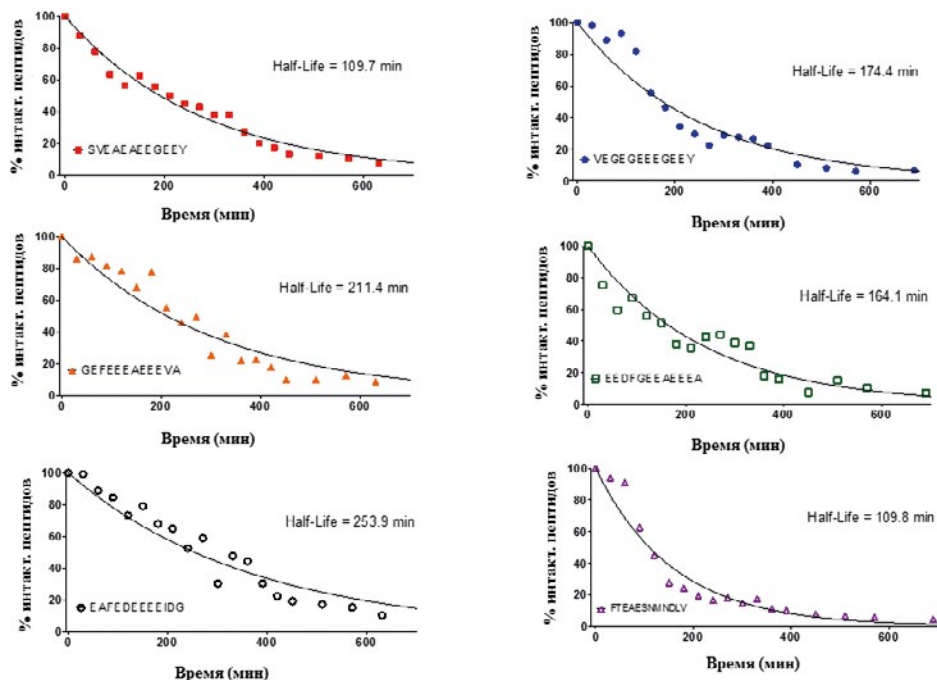 % интакт. пептидов
100
80
60
40
20
0
Half-Life = 109.7 min
SVEAEAEEGEEY
0 200 400 600
Время (мин)
% интакт. пептидов
100
80
60
40
20
0
Half-Life = 174.4 min
VEGEGEEEGEEY
0 200 400 600
Время (мин)
% интакт. пептидов
100
80
60
40
20
0
Half-Life = 211.4 min
GEFEEEAEEEVA
0 200 400 600
Время (мин)
% интакт. пептидов
100
80
60
40
20
0
Half-Life = 164.1 min
EEDFGEEAEEEA
0 200 400 600
Время (мин)
% интакт. пептидов
100
80
60
40
20
0
Half-Life = 253.9 min
EAFEDEEEEIDG
0 200 400 600
Время (мин)
% интакт. пептидов
100
80
60
40
20
0
Half-Life = 109.8 min
FTEAESNMNDLV
0 200 400 600
Время (мин)